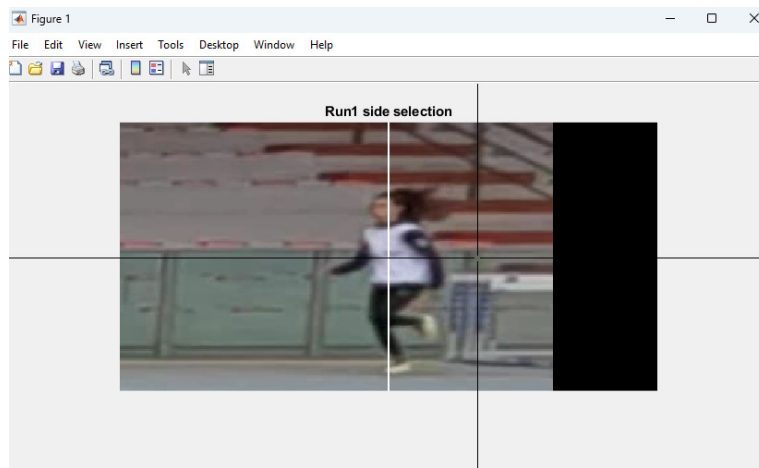 Figure 1
File Edit View Insert Tools Desktop Window Help
Run1 side selection